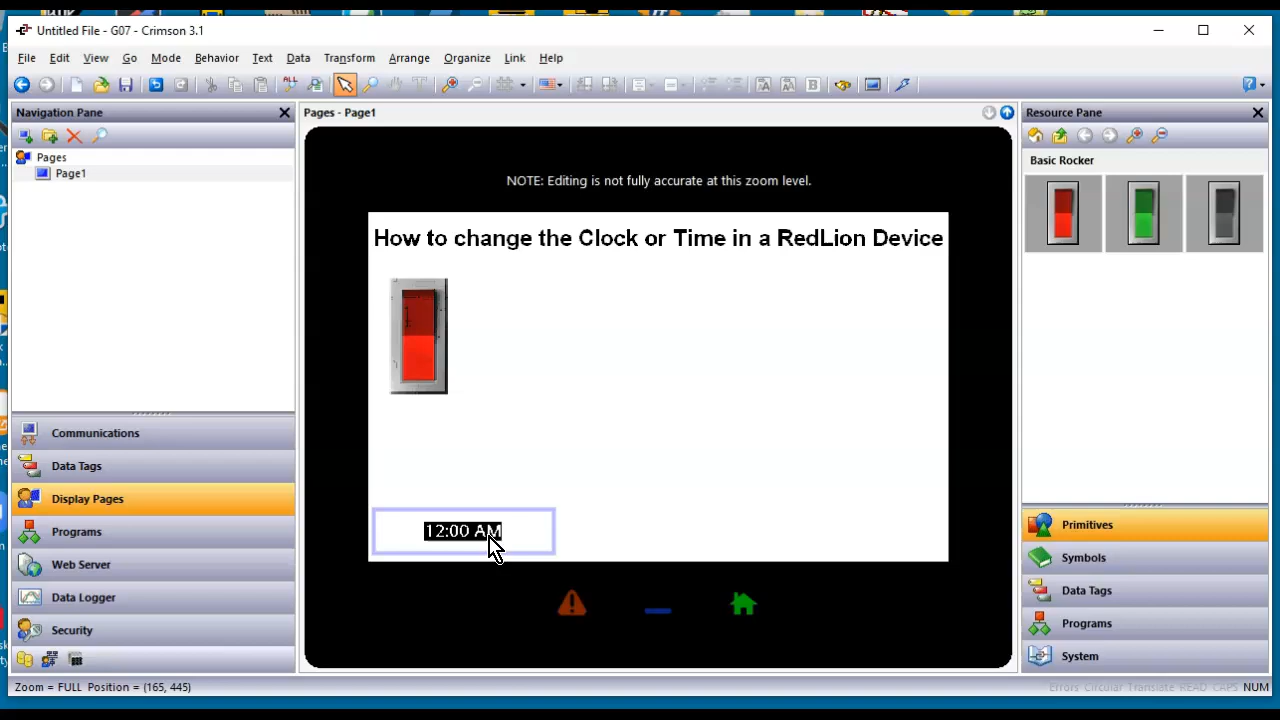 Untitled File - G07 - Crimson 3.1
File Edit View Go Mode Behavior Text Data Transform Arrange Organize Link Help
Navigation Pane
Pages
Page1
Communications
Data Tags
Display Pages
Programs
Web Server
Data Logger
Security
Pages - Page1
NOTE: Editing is not fully accurate at this zoom level.
How to change the Clock or Time in a RedLion Device
12:00 AM
Resource Pane
Basic Rocker
Primitives
Symbols
Data Tags
Programs
System
Zoom = FULL Position = (165, 445)
Errors Circular Translate READ CAPS NUM